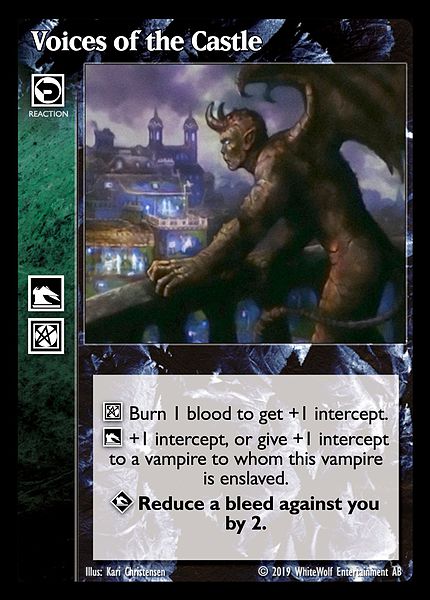 Voices of the Castle
REACTION
Burn 1 blood to get +1 intercept.
+1 intercept, or give +1 intercept
to a vampire to whom this vampire
is enslaved.
Reduce a bleed against you
by 2.
Illus: Kari Christensen
© 2019 WhiteWolf Entertainment AB